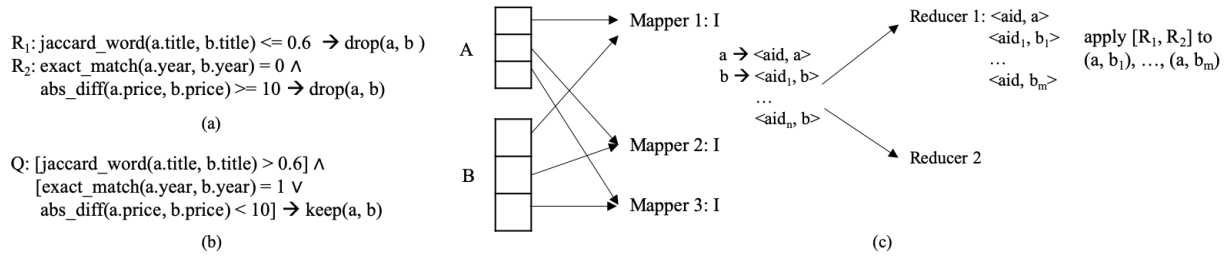 R1: jaccard_word(a.title, b.title) <= 0.6 → drop(a, b )
R2: exact_match(a.year, b.year) = 0 ∧
abs_diff(a.price, b.price) >= 10 → drop(a, b)
(a)
Q: [jaccard_word(a.title, b.title) > 0.6] ∧
[exact_match(a.year, b.year) = 1 ∨
abs_diff(a.price, b.price) < 10] → keep(a, b)
(b)
A
B
Mapper 1: I
Mapper 2: I
Mapper 3: I
a → <aid, a>
b → <aid1, b>
…
<aidn, b>
Reducer 1: <aid, a>
<aid1, b1>
…
<aid, bm>
apply [R1, R2] to
(a, b1), …, (a, bm)
Reducer 2
(c)